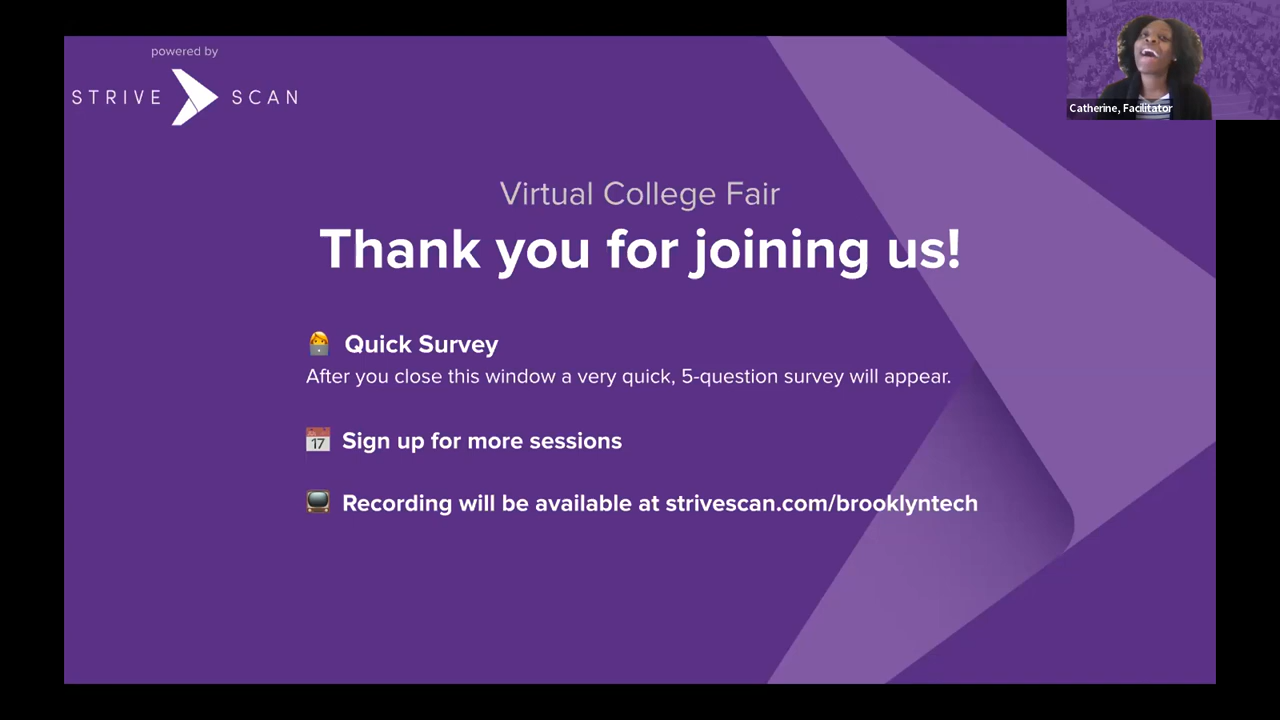 powered by
STRIVE SCAN
Catherine, Facilitator
Virtual College Fair
Thank you for joining us!
Quick Survey
After you close this window a very quick, 5-question survey will appear.
17
Sign up for more sessions
Recording will be available at strivescan.com/brooklyntech